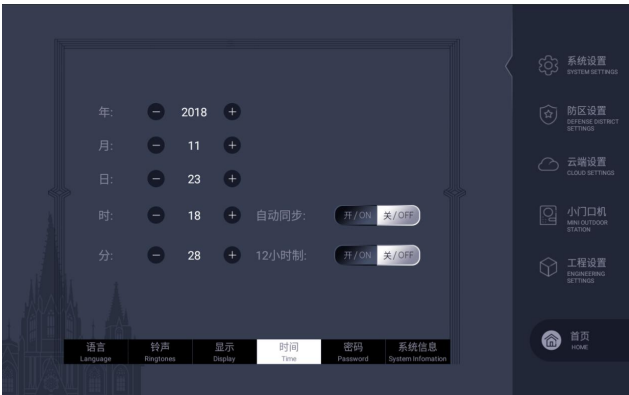 年: − 2018 +
月: − 11 +
日: − 23 +
时: − 18 + 自动同步: 开/ON 关/OFF
分: − 28 + 12小时制: 开/ON 关/OFF
语言 铃声 显示 时间 密码 系统信息
Language Ringtones Display Time Password System Infomation
系统设置
SYSTEM SETTINGS
防区设置
DEFENSE DISTRICT
SETTINGS
云端设置
CLOUD SETTINGS
小门口机
MINI OUTDOOR
STATION
工程设置
ENGINEERING
SETTINGS
首页
HOME